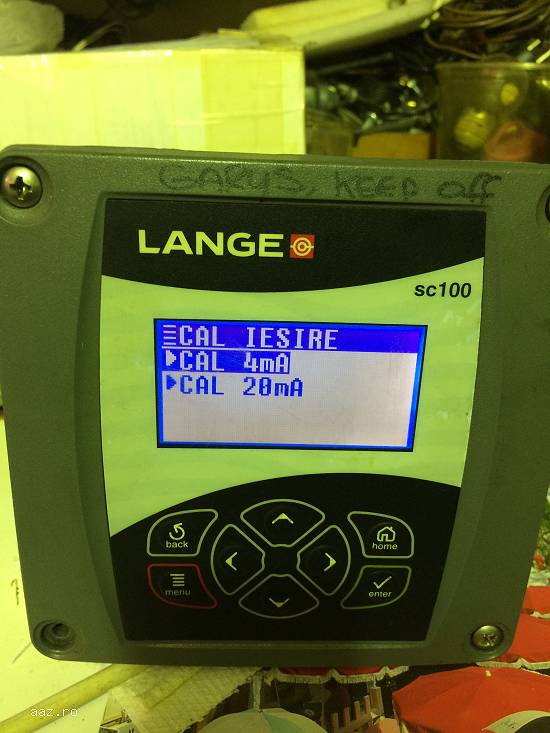 GARYS, KEEP OFF
LANGE
sc100
CAL IESIRE
CAL 4mA
CAL 20mA
back
home
menu
enter
aaz.ro